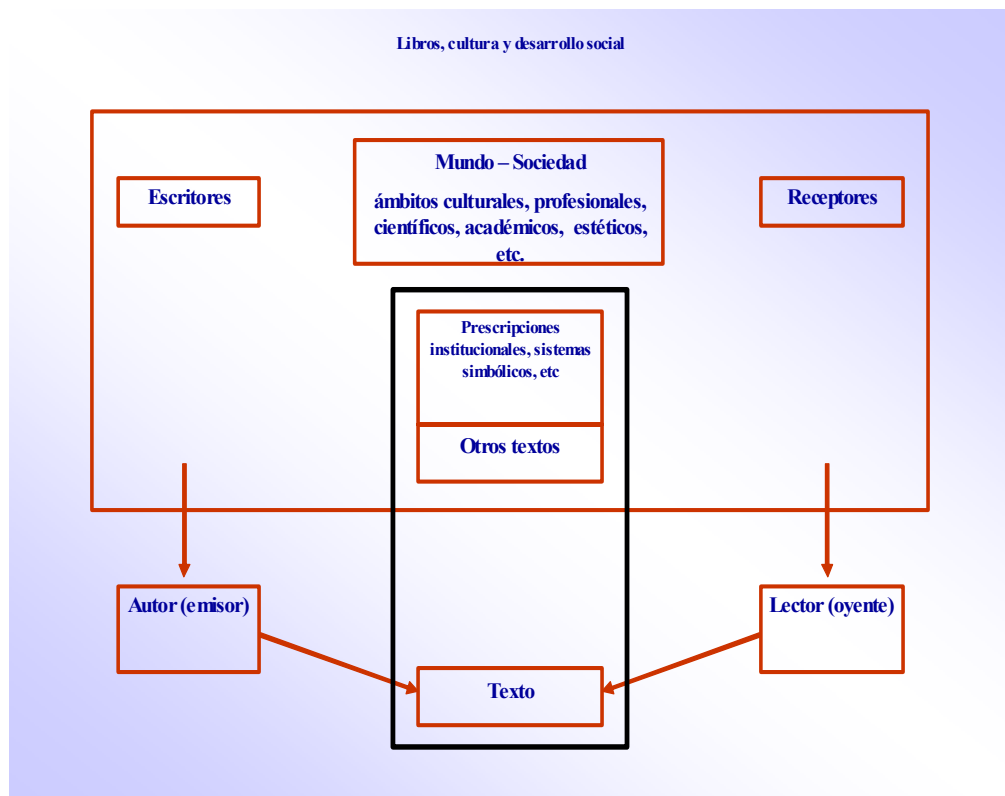 Libros, cultura y desarrollo social
Mundo – Sociedad
ámbitos culturales, profesionales,
científicos, académicos, estéticos,
etc.
Escritores
Receptores
Prescripciones
institucionales, sistemas
simbólicos, etc
Otros textos
Autor (emisor)
Lector (oyente)
Texto